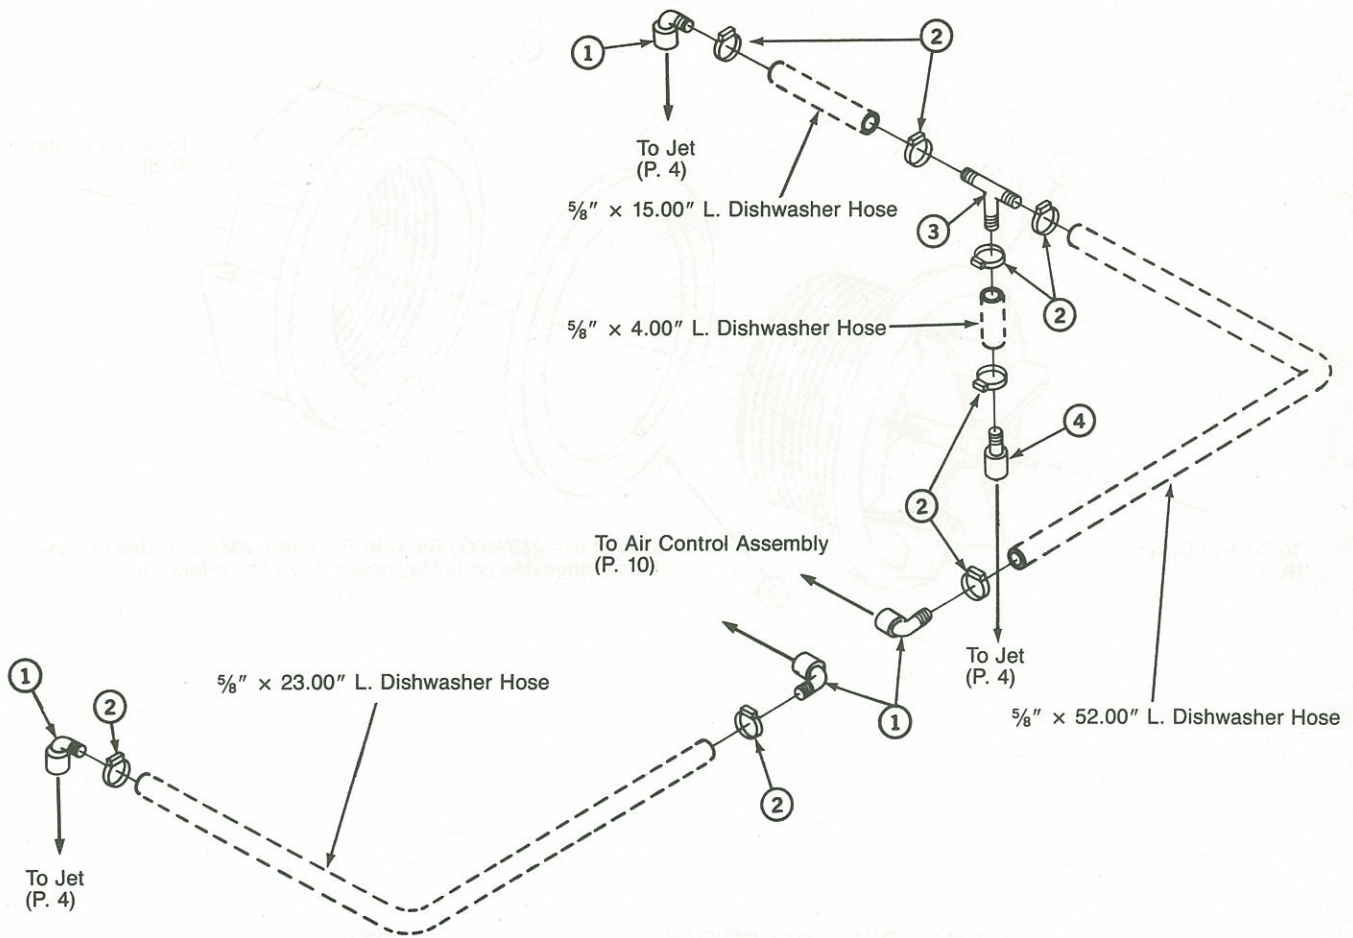 1
2
To Jet
(P. 4)
⅝" × 15.00" L. Dishwasher Hose
3
2
⅝" × 4.00" L. Dishwasher Hose
4
2
To Air Control Assembly
(P. 10)
To Jet
(P. 4)
1
⅝" × 23.00" L. Dishwasher Hose
2
1
⅝" × 52.00" L. Dishwasher Hose
2
To Jet
(P. 4)